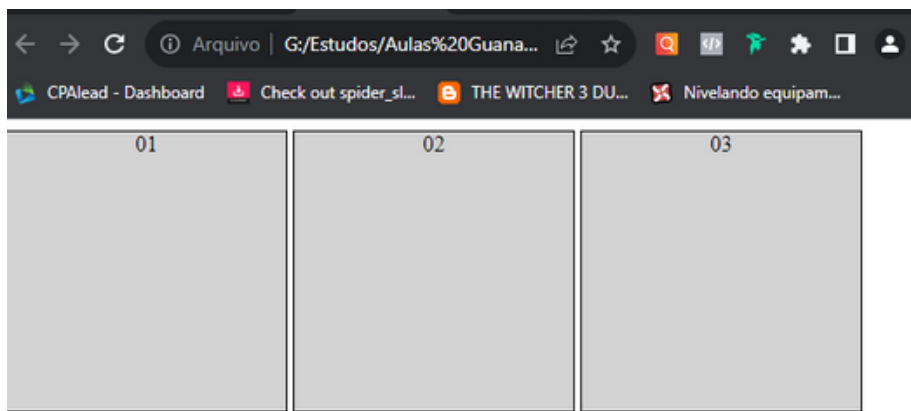 Arquivo | G:/Estudos/Aulas%20Guana...
CPAlead - Dashboard Check out spider_sl... THE WITCHER 3 DU... Nivelando equipam...
01 02 03